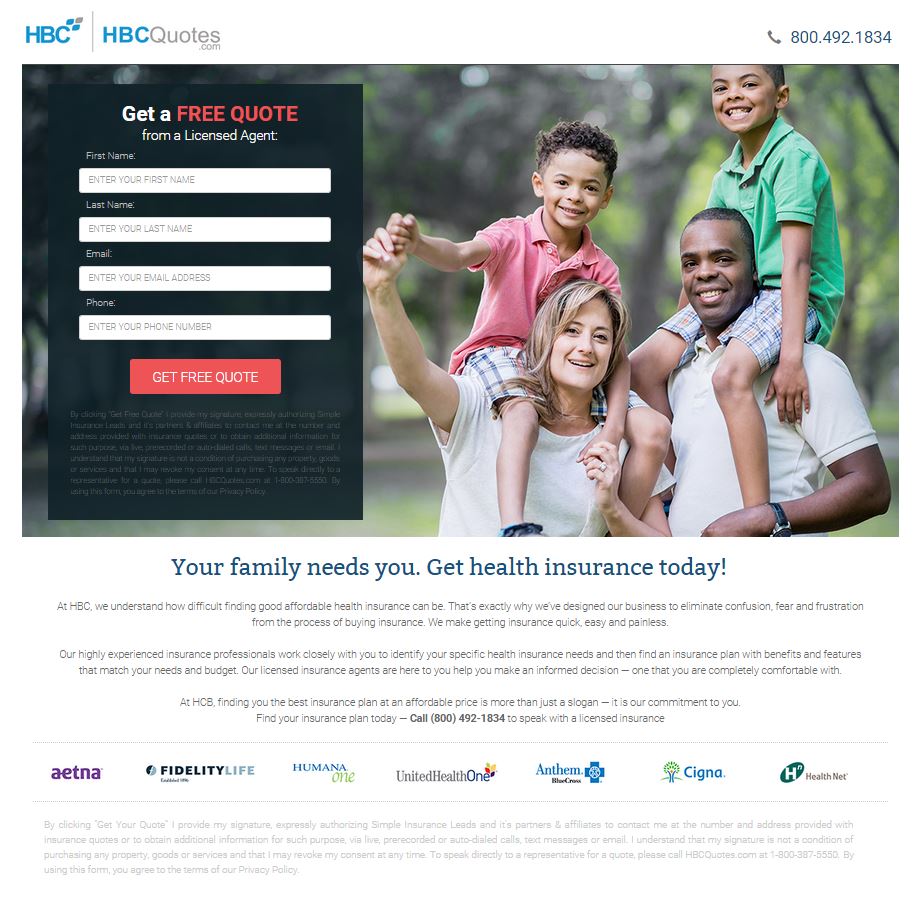 HBC HBCQuotes
.com
800.492.1834
Get a FREE QUOTE
from a Licensed Agent:
First Name:
ENTER YOUR FIRST NAME
Last Name:
ENTER YOUR LAST NAME
Email:
ENTER YOUR EMAIL ADDRESS
Phone:
ENTER YOUR PHONE NUMBER
GET FREE QUOTE
By clicking "Get Free Quote" I provide my signature, expressly authorizing Simple
Insurance Leads and it's partners & affiliates to contact me at the number and
address provided with insurance quotes or to obtain additional information for
such purpose, via live, prerecorded or auto-dialed calls, text messages or email. I
understand that my signature is not a condition of purchasing any property, goods
or services and that I may revoke my consent at any time. To speak directly to a
representative for a quote, please call HBCQuotes.com at 1-800-387-5550. By
using this form, you agree to the terms of our Privacy Policy.
Your family needs you. Get health insurance today!
At HBC, we understand how difficult finding good affordable health insurance can be. That's exactly why we've designed our business to eliminate confusion, fear and frustration
from the process of buying insurance. We make getting insurance quick, easy and painless.
Our highly experienced insurance professionals work closely with you to identify your specific health insurance needs and then find an insurance plan with benefits and features
that match your needs and budget. Our licensed insurance agents are here to you help you make an informed decision — one that you are completely comfortable with.
At HCB, finding you the best insurance plan at an affordable price is more than just a slogan — it is our commitment to you.
Find your insurance plan today — Call (800) 492-1834 to speak with a licensed insurance
aetna
FIDELITY LIFE
Established 1896
HUMANA
one
UnitedHealthOne
Anthem
BlueCross
Cigna
Hn Health Net
By clicking "Get Your Quote" I provide my signature, expressly authorizing Simple Insurance Leads and it's partners & affiliates to contact me at the number and address provided with
insurance quotes or to obtain additional information for such purpose, via live, prerecorded or auto-dialed calls, text messages or email. I understand that my signature is not a condition of
purchasing any property, goods or services and that I may revoke my consent at any time. To speak directly to a representative for a quote, please call HBCQuotes.com at 1-800-387-5550. By
using this form, you agree to the terms of our Privacy Policy.